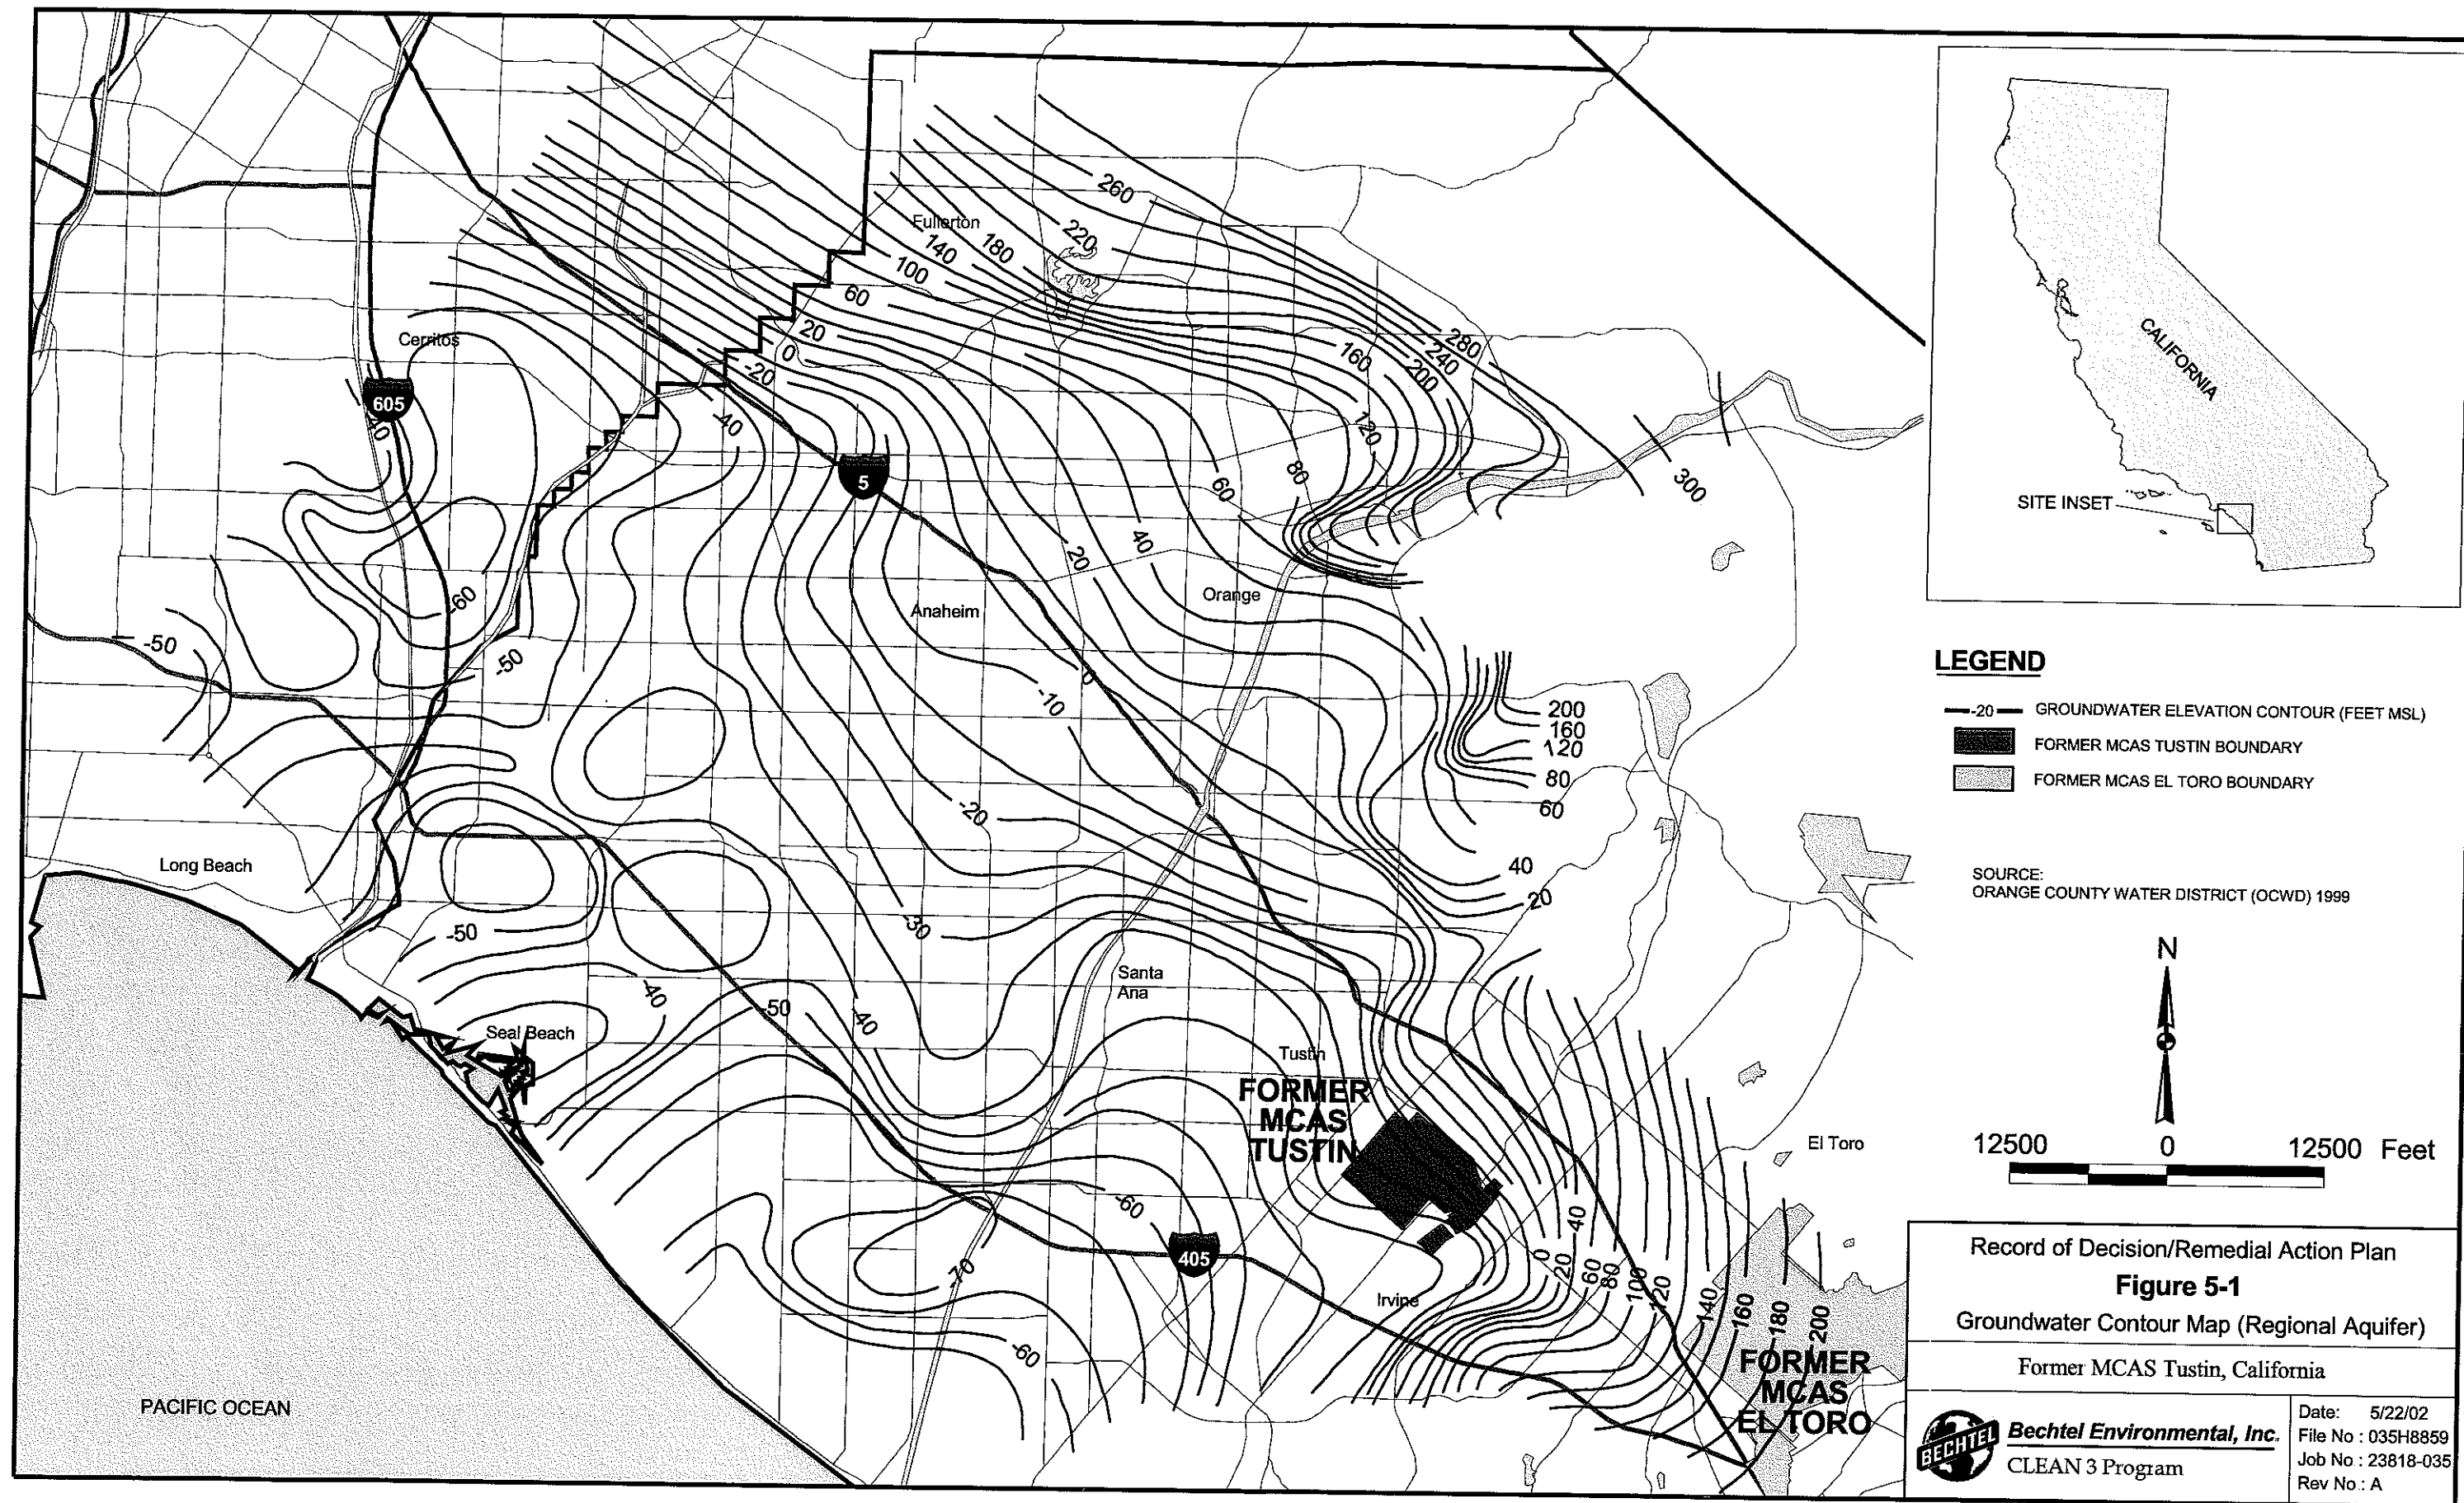 260
Fullerton
220
180
140
100
60
20
0
-20
-40
Cerritos
605
40
5
280
240
200
160
120
80
60
300
40
20
Orange
Anaheim
-60
-50
-50
0
-10
-20
200
160
120
80
60
40
20
Long Beach
-50
-30
-40
-50
-40
Santa
Ana
Seal Beach
Tustin
FORMER
MCAS
TUSTIN
El Toro
-60
405
-70
Irvine
-60
0
20
40
60
80
100
120
140
160
180
200
FORMER
MCAS
EL TORO
PACIFIC OCEAN
CALIFORNIA
SITE INSET
LEGEND
-20 GROUNDWATER ELEVATION CONTOUR (FEET MSL)
FORMER MCAS TUSTIN BOUNDARY
FORMER MCAS EL TORO BOUNDARY
SOURCE:
ORANGE COUNTY WATER DISTRICT (OCWD) 1999
N
12500 0 12500 Feet
Record of Decision/Remedial Action Plan
Figure 5-1
Groundwater Contour Map (Regional Aquifer)
Former MCAS Tustin, California
BECHTEL
Bechtel Environmental, Inc.
CLEAN 3 Program
Date: 5/22/02
File No : 035H8859
Job No.: 23818-035
Rev No.: A